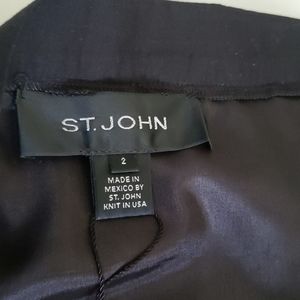 ST. JOHN
2
MADE IN
MEXICO BY
ST. JOHN
KNIT IN USA